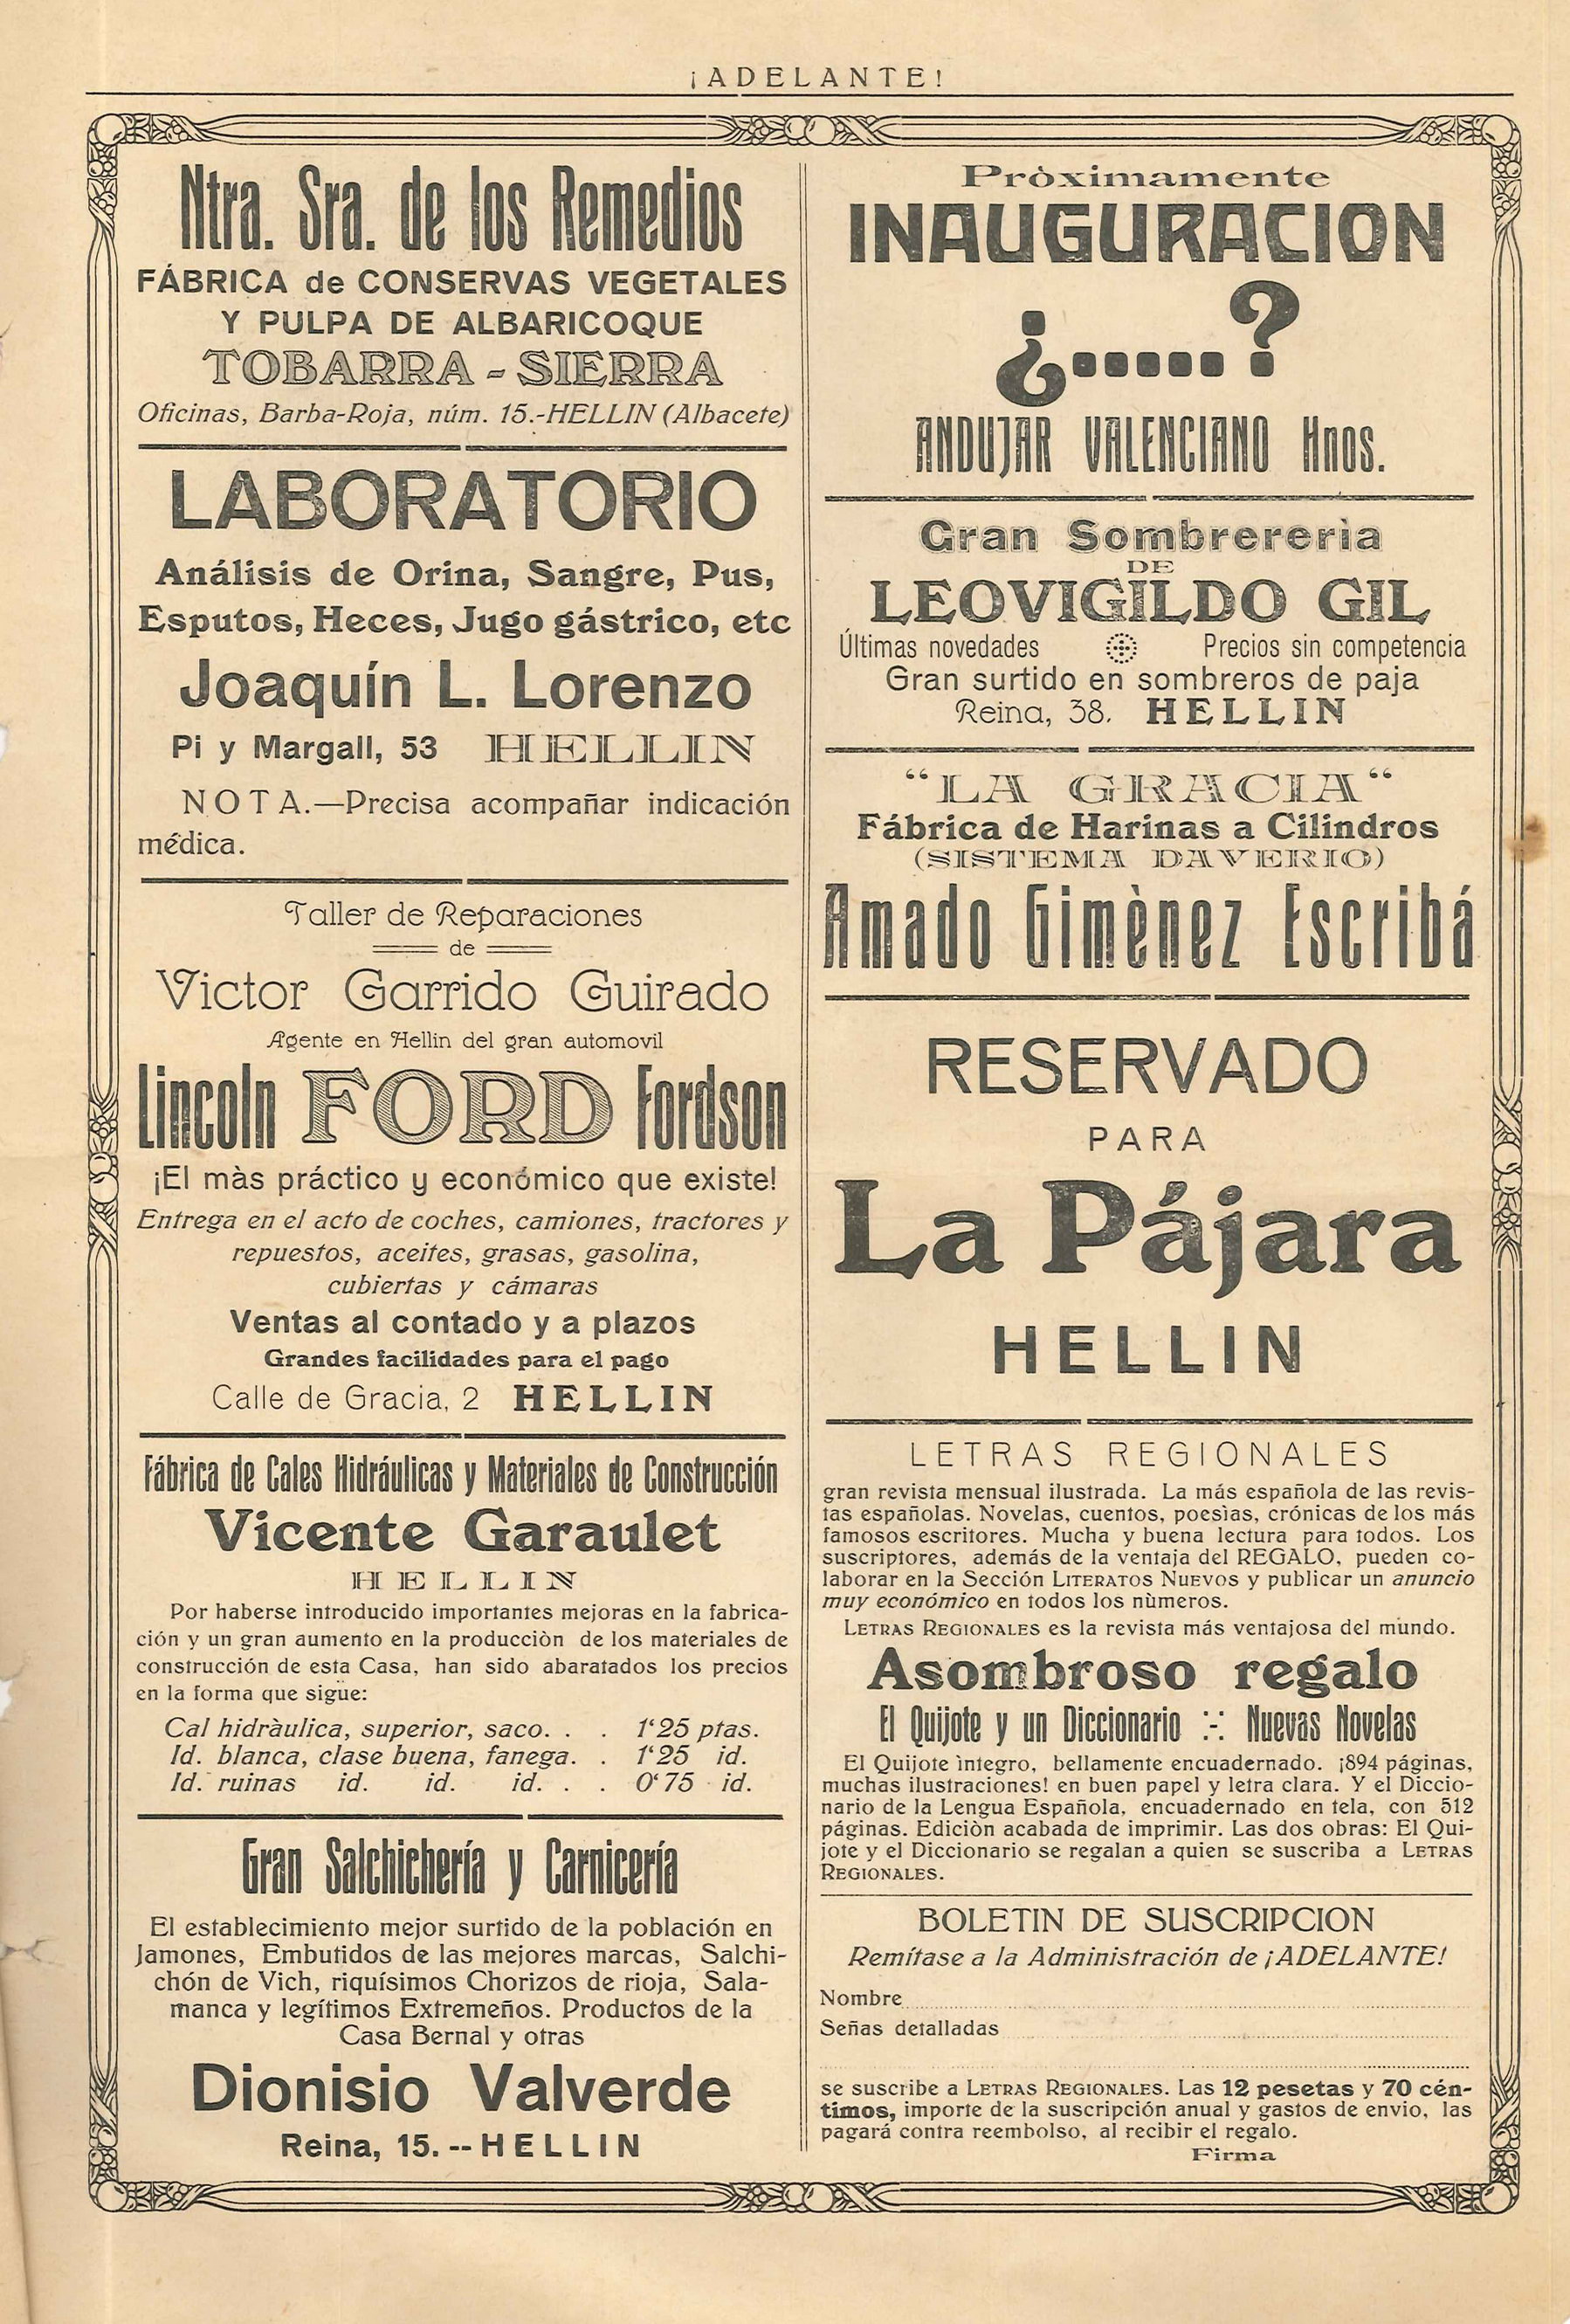 ¡ADELANTE!
Ntra. Sra. de los Remedios
FÁBRICA de CONSERVAS VEGETALES
Y PULPA DE ALBARICOQUE
TOBARRA - SIERRA
Oficinas, Barba-Roja, núm. 15.-HELLIN (Albacete)
LABORATORIO
Análisis de Orina, Sangre, Pus,
Esputos, Heces, Jugo gástrico, etc
Joaquín L. Lorenzo
Pi y Margall, 53 HELLIN
NOTA.—Precisa acompañar indicación
médica.
Taller de Reparaciones
de
Victor Garrido Guirado
Agente en Hellin del gran automovil
Lincoln FORD Fordson
¡El màs práctico y económico que existe!
Entrega en el acto de coches, camiones, tractores y
repuestos, aceites, grasas, gasolina,
cubiertas y cámaras
Ventas al contado y a plazos
Grandes facilidades para el pago
Calle de Gracia, 2 HELLIN
Fábrica de Cales Hidráulicas y Materiales de Construcción
Vicente Garaulet
HELLIN
Por haberse introducido importantes mejoras en la fabrica-
ción y un gran aumento en la producciòn de los materiales de
construcción de esta Casa, han sido abaratados los precios
en la forma que sigue:
Cal hidràulica, superior, saco. . . 1‘25 ptas.
Id. blanca, clase buena, fanega. . 1‘25 id.
Id. ruinas id. id. id. . . 0‘75 id.
Gran Salchichería y Carnicería
El establecimiento mejor surtido de la población en
Jamones, Embutidos de las mejores marcas, Salchi-
chón de Vich, riquísimos Chorizos de rioja, Sala-
manca y legítimos Extremeños. Productos de la
Casa Bernal y otras
Dionisio Valverde
Reina, 15. -- HELLIN
Pròximamente
INAUGURACION
¿.....?
ANDUJAR VALENCIANO Hnos.
Gran Sombrererìa
DE
LEOVIGILDO GIL
Últimas novedades Precios sin competencia
Gran surtido en sombreros de paja
Reina, 38. HELLIN
“LA GRACIA“
Fábrica de Harinas a Cilindros
(SISTEMA DAVERIO)
Amado Gimènez Escribá
RESERVADO
PARA
La Pájara
HELLIN
LETRAS REGIONALES
gran revista mensual ilustrada. La más española de las revis-
tas españolas. Novelas, cuentos, poesìas, crónicas de los más
famosos escritores. Mucha y buena lectura para todos. Los
suscriptores, además de la ventaja del REGALO, pueden co-
laborar en la Sección LITERATOS NUEVOS y publicar un anuncio
muy económico en todos los nùmeros.
LETRAS REGIONALES es la revista más ventajosa del mundo.
Asombroso regalo
El Quijote y un Diccionario :-: Nuevas Novelas
El Quijote ìntegro, bellamente encuadernado. ¡894 páginas,
muchas ilustraciones! en buen papel y letra clara. Y el Diccio-
nario de la Lengua Española, encuadernado en tela, con 512
páginas. Ediciòn acabada de imprimir. Las dos obras: El Qui-
jote y el Diccionario se regalan a quien se suscriba a LETRAS
REGIONALES.
BOLETIN DE SUSCRIPCION
Remítase a la Administración de ¡ADELANTE!
Nombre
Señas detalladas
se suscribe a LETRAS REGIONALES. Las 12 pesetas y 70 cén-
timos, importe de la suscripción anual y gastos de envio, las
pagará contra reembolso, al recibir el regalo.
Firma